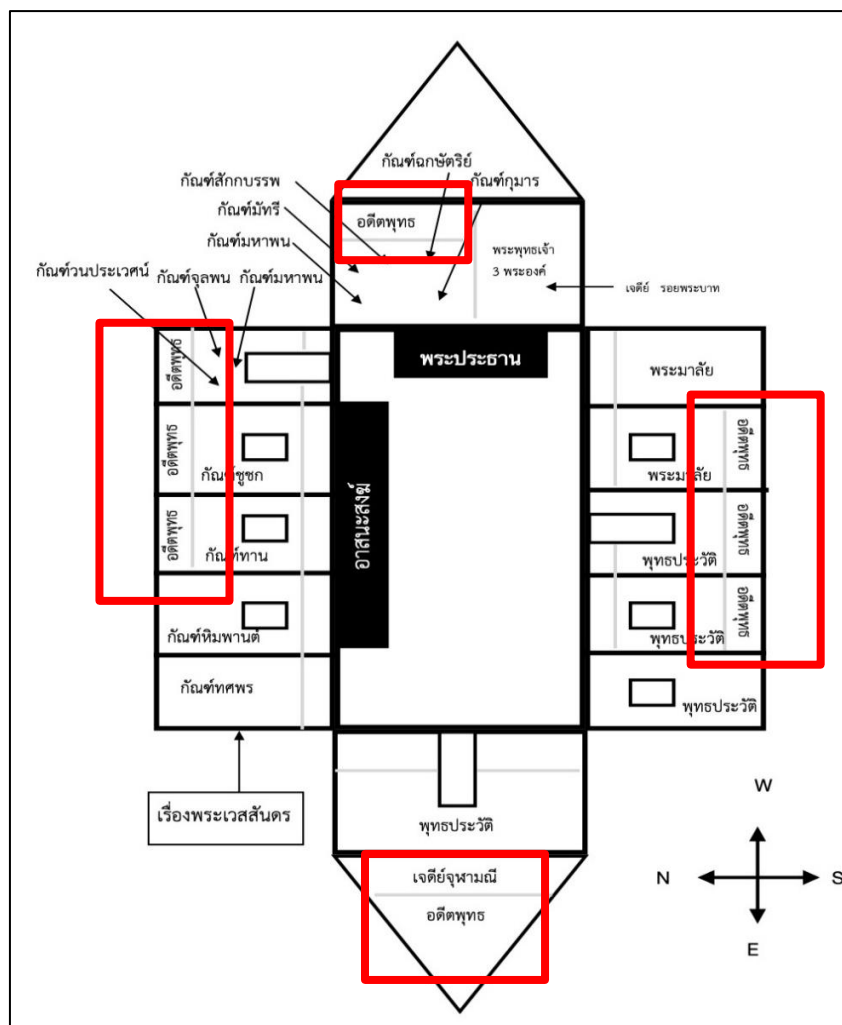 กัณฑ์ฉกษัตริย์
กัณฑ์สักกบรรพ
กัณฑ์กุมาร
กัณฑ์มัทรี
อดีตพุทธ
กัณฑ์มหาพน
พระพุทธเจ้า
3 พระองค์
กัณฑ์วนประเวศน์
กัณฑ์จุลพน
กัณฑ์มหาพน
เจดีย์ รอยพระบาท
พระประธาน
อดีตพุทธ
พระมาลัย
อดีตพุทธ
กัณฑ์ชูชก
อาสนะสงฆ์
พระมาลัย
อดีตพุทธ
อดีตพุทธ
กัณฑ์ทาน
พุทธประวัติ
อดีตพุทธ
กัณฑ์หิมพานต์
พุทธประวัติ
อดีตพุทธ
กัณฑ์ทศพร
พุทธประวัติ
เรื่องพระเวสสันดร
พุทธประวัติ
เจดีย์จุฬามณี
อดีตพุทธ
W
N
S
E